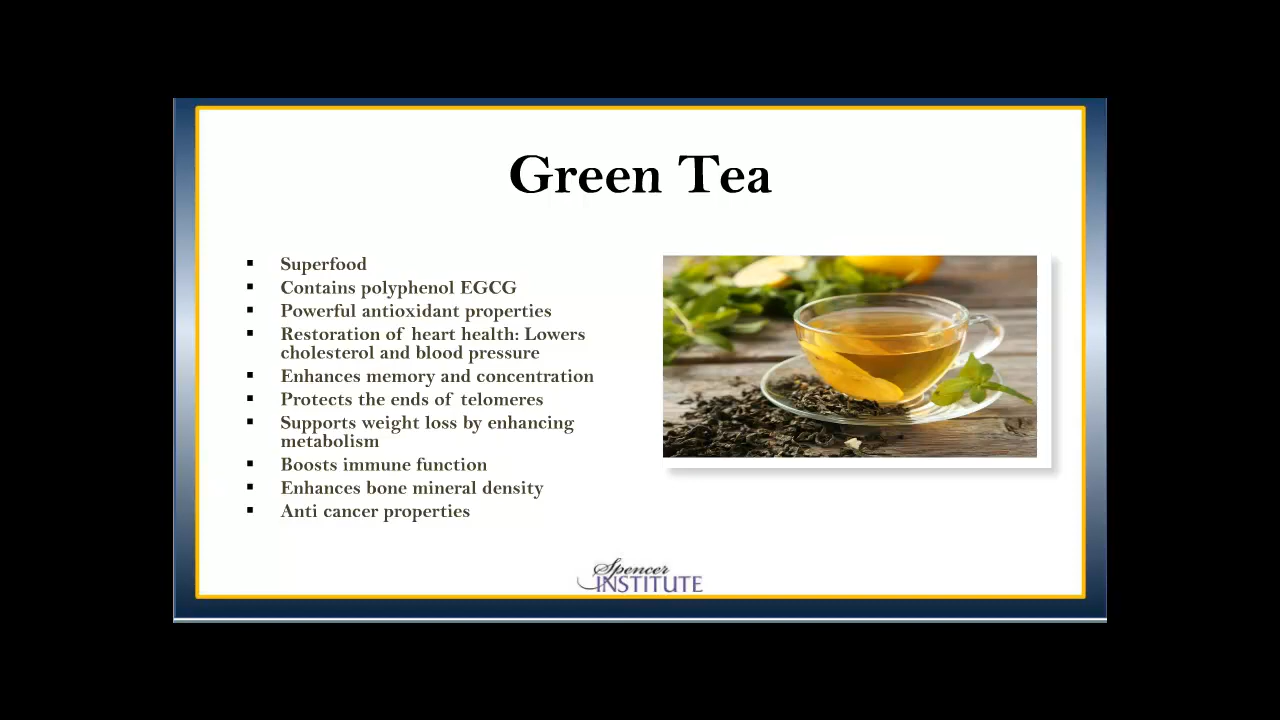 Green Tea
▪ Superfood
▪ Contains polyphenol EGCG
▪ Powerful antioxidant properties
▪ Restoration of heart health: Lowers
cholesterol and blood pressure
▪ Enhances memory and concentration
▪ Protects the ends of telomeres
▪ Supports weight loss by enhancing
metabolism
▪ Boosts immune function
▪ Enhances bone mineral density
▪ Anti cancer properties
Spencer
INSTITUTE